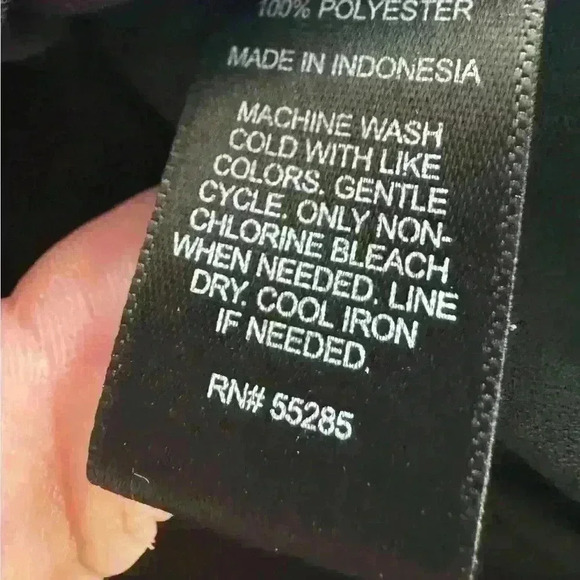 100% POLYESTER
MADE IN INDONESIA
MACHINE WASH
COLD WITH LIKE
COLORS. GENTLE
CYCLE. ONLY NON-
CHLORINE BLEACH
WHEN NEEDED. LINE
DRY. COOL IRON
IF NEEDED.
RN# 55285